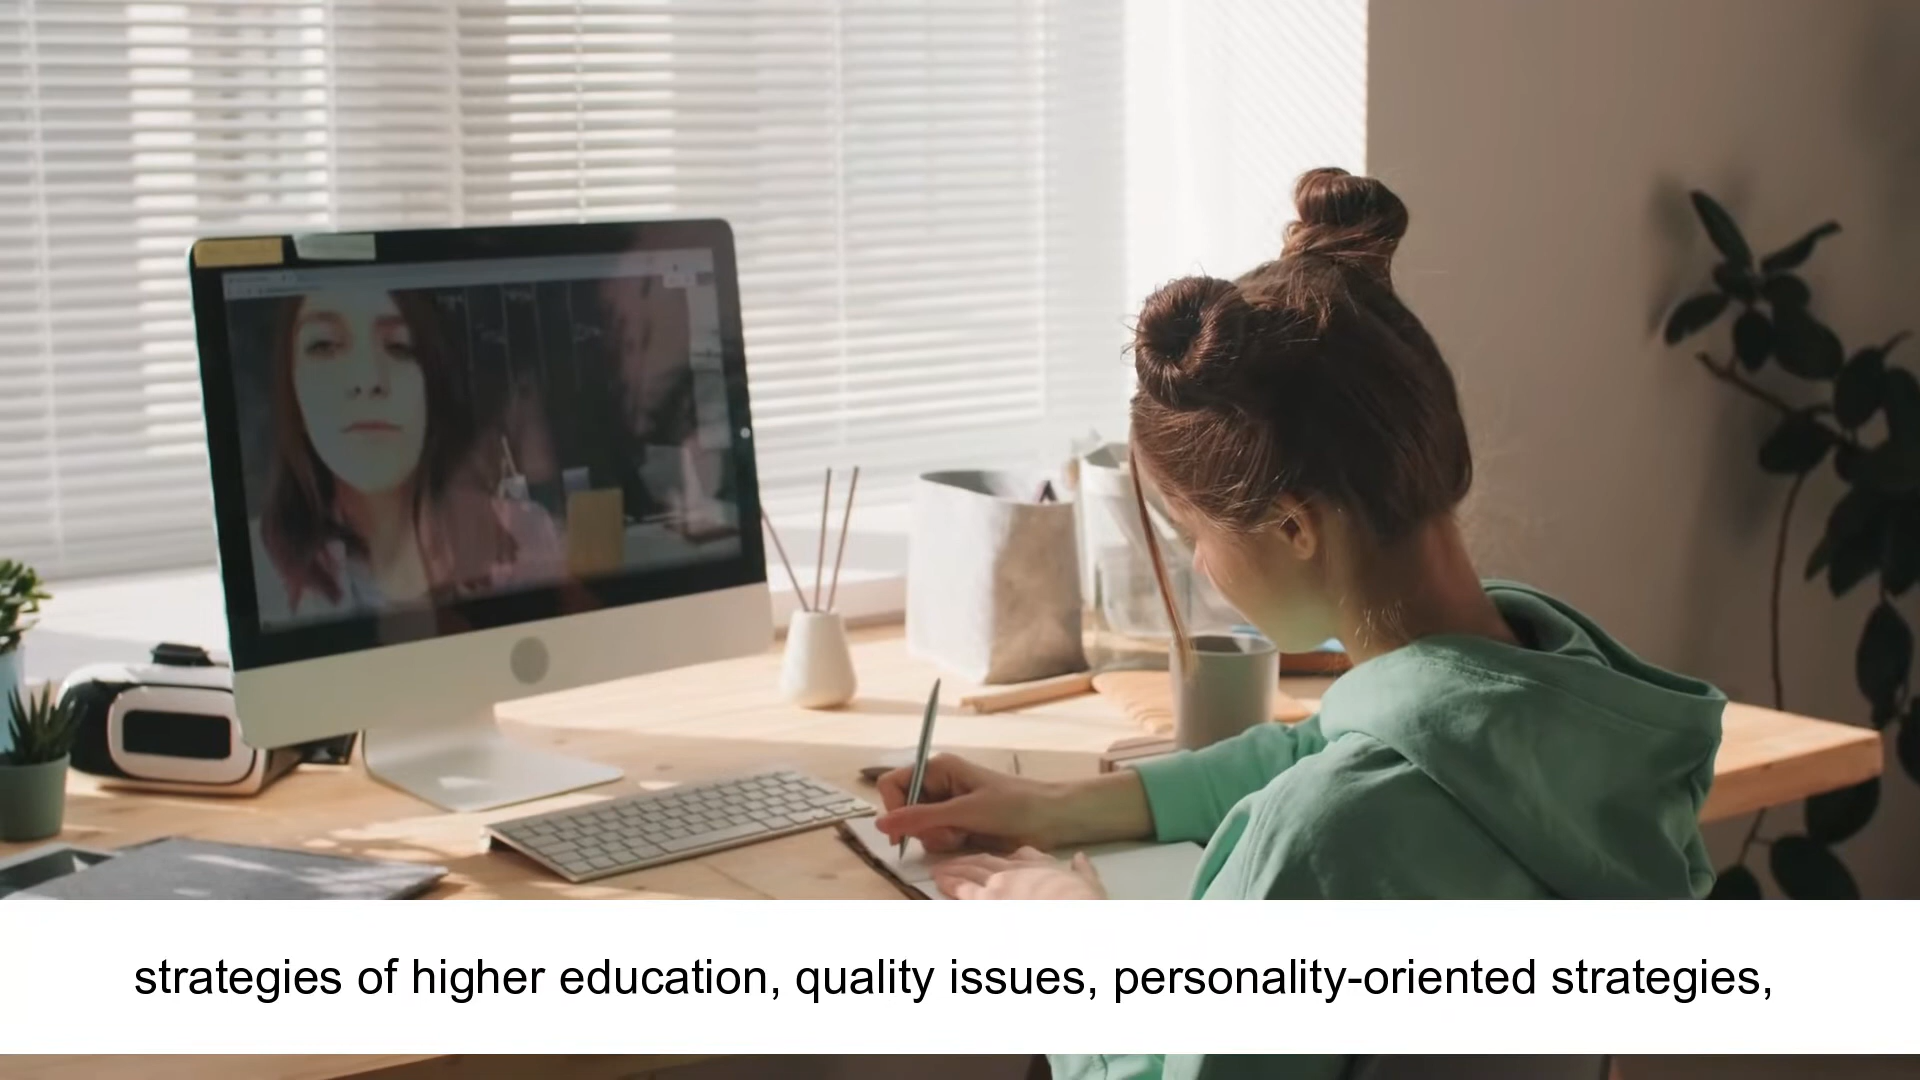 strategies of higher education, quality issues, personality-oriented strategies,